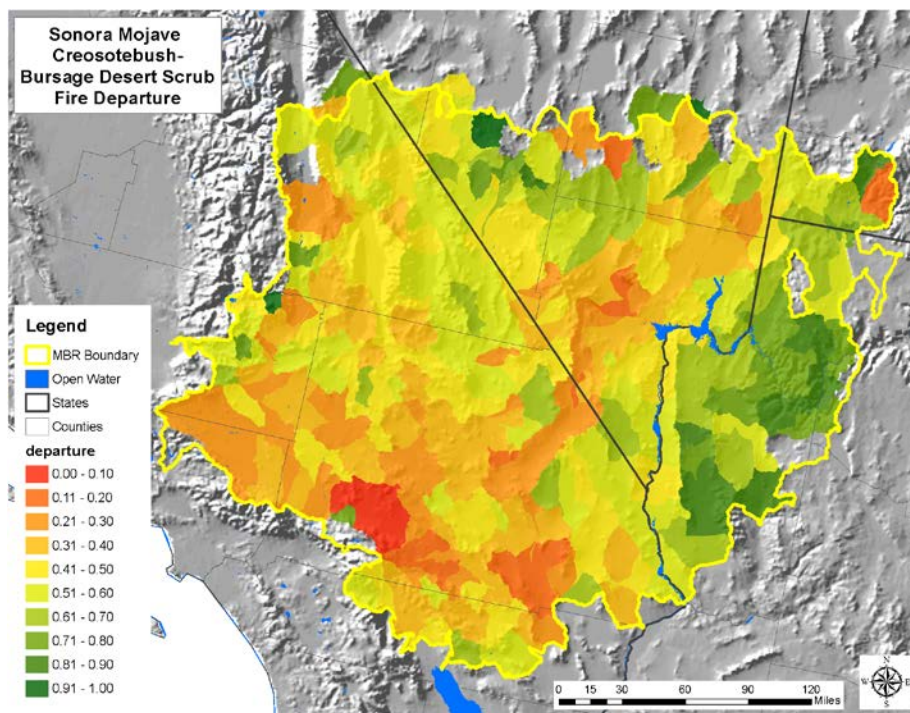 Sonora Mojave
Creosotebush-
Bursage Desert Scrub
Fire Departure
Legend
MBR Boundary
Open Water
States
Counties
departure
0.00 - 0.10
0.11 - 0.20
0.21 - 0.30
0.31 - 0.40
0.41 - 0.50
0.51 - 0.60
0.61 - 0.70
0.71 - 0.80
0.81 - 0.90
0.91 - 1.00
0 15 30 60 90 120
Miles
N
W E
S